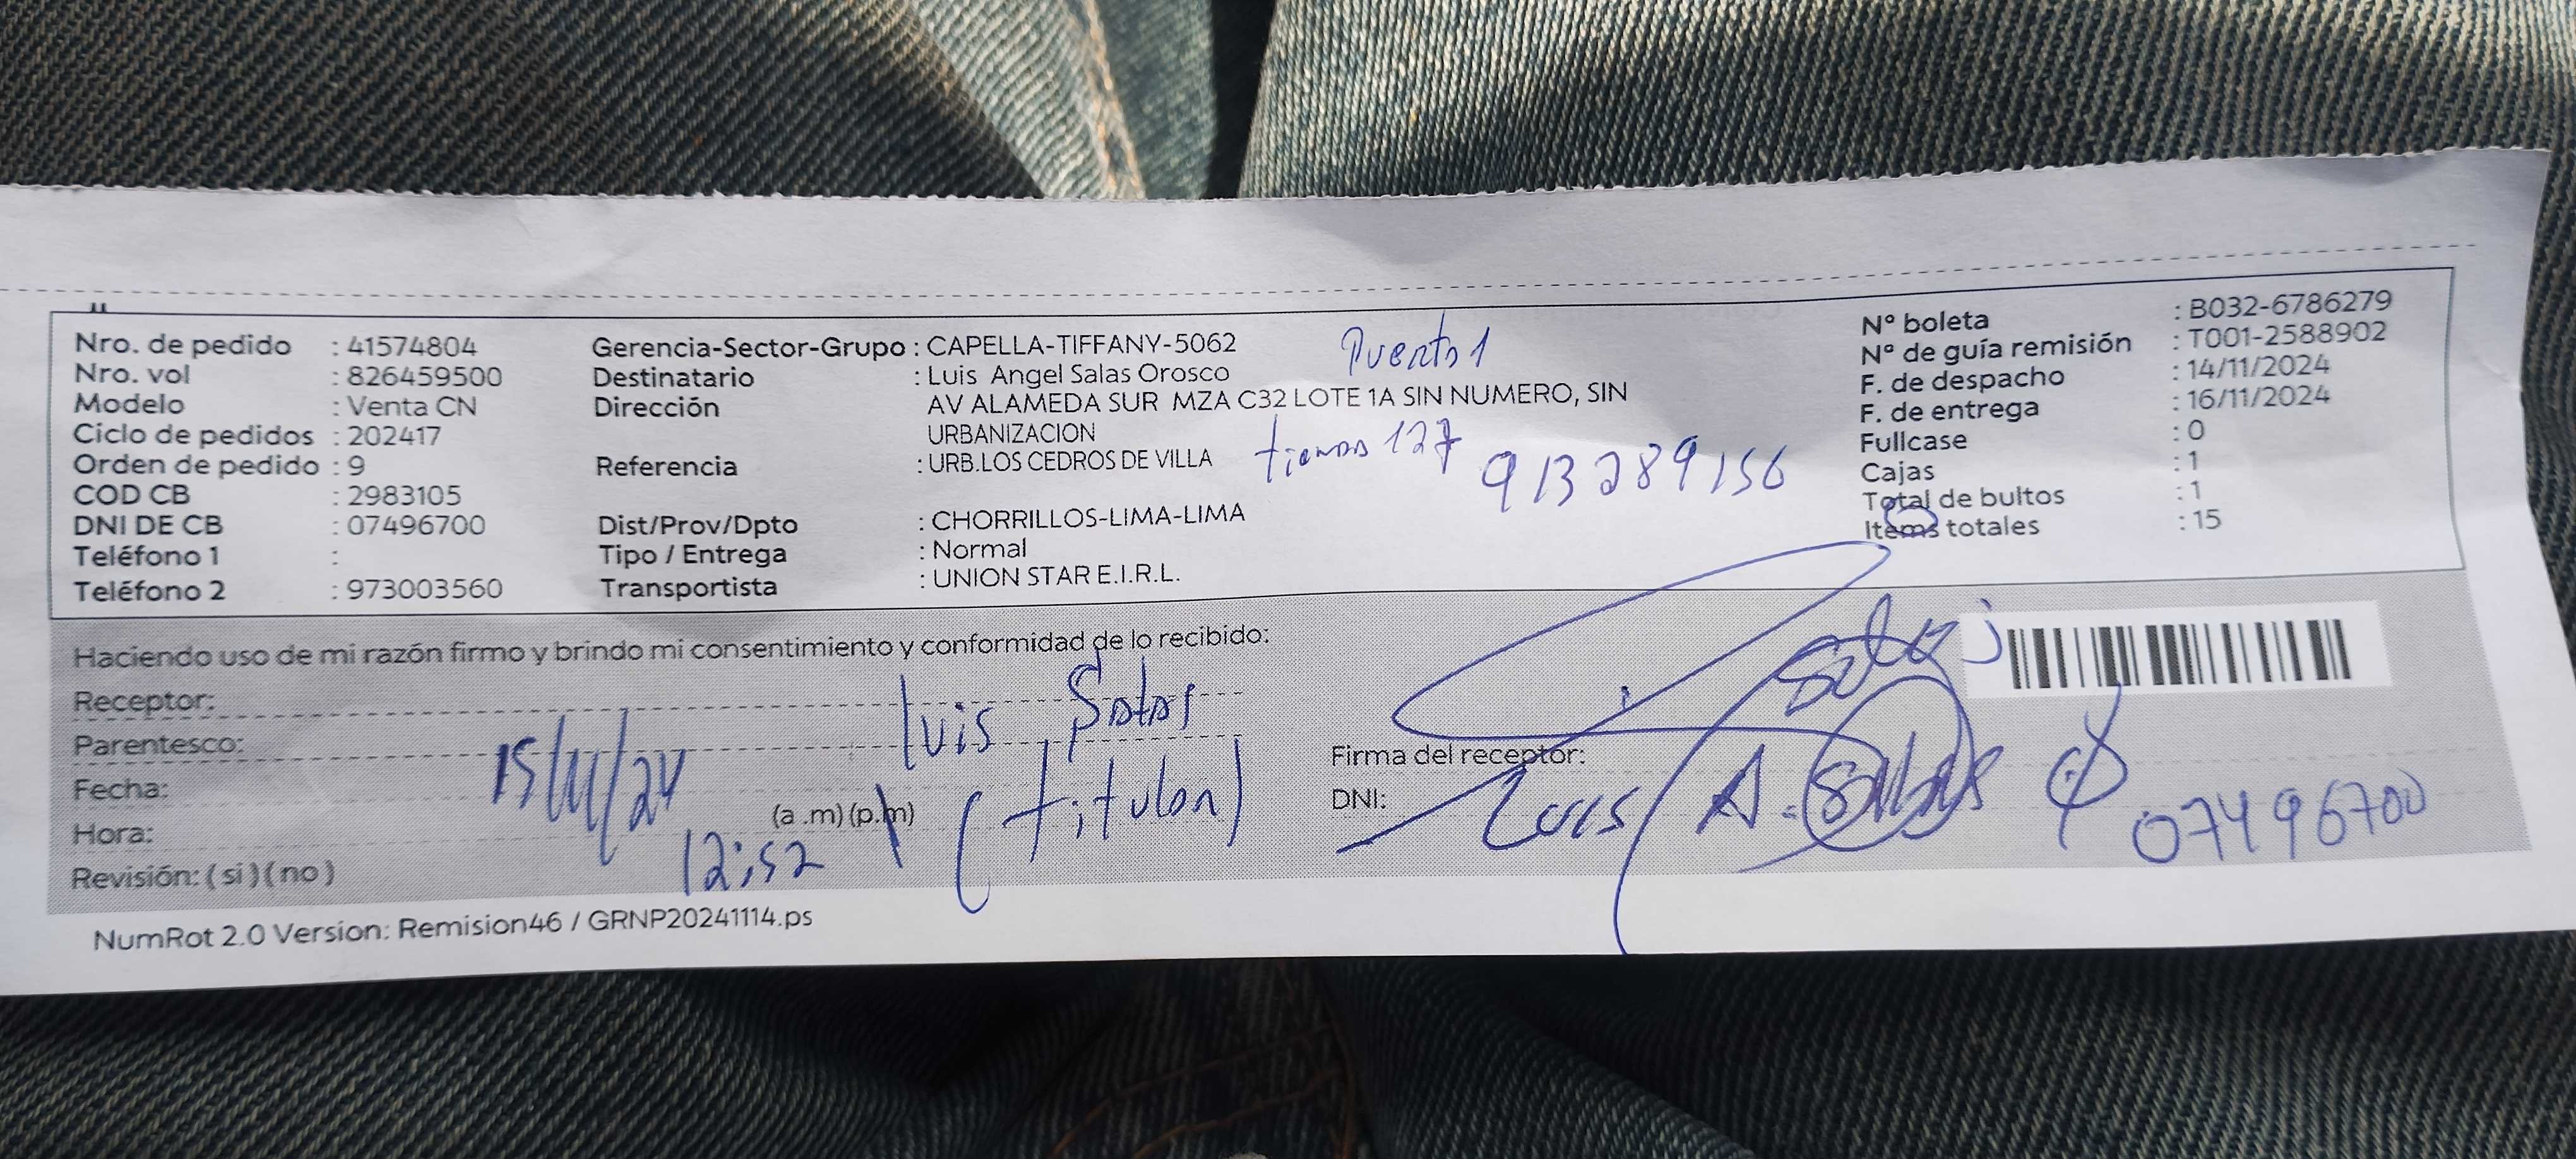 Nro. de pedido : 41574804
Nro. vol : 826459500
Modelo : Venta CN
Ciclo de pedidos : 202417
Orden de pedido : 9
COD CB : 2983105
DNI DE CB : 07496700
Teléfono 1 :
Teléfono 2 : 973003560
Gerencia-Sector-Grupo : CAPELLA-TIFFANY-5062
Puerta 1
Destinatario : Luis Angel Salas Orosco
Dirección AV ALAMEDA SUR MZA C32 LOTE 1A SIN NUMERO, SIN
URBANIZACION
Referencia : URB.LOS CEDROS DE VILLA
127 913289156
Dist/Prov/Dpto : CHORRILLOS-LIMA-LIMA
Tipo / Entrega : Normal
Transportista : UNION STAR E.I.R.L.
N° boleta : B032-6786279
N° de guía remisión : T001-2588902
F. de despacho : 14/11/2024
F. de entrega : 16/11/2024
Fullcase : 0
Cajas : 1
Total de bultos : 1
Items totales : 15
Haciendo uso de mi razón firmo y brindo mi consentimiento y conformidad de lo recibido:
Receptor: Luis Salas
Parentesco: (titular)
Fecha: 15/11/24
Hora: 12:52 (a .m) (p.m)
Revisión: ( si ) ( no )
Salas
Firma del receptor:
Luis A. Salas
DNI: 07496700
NumRot 2.0 Version: Remision46 / GRNP20241114.ps